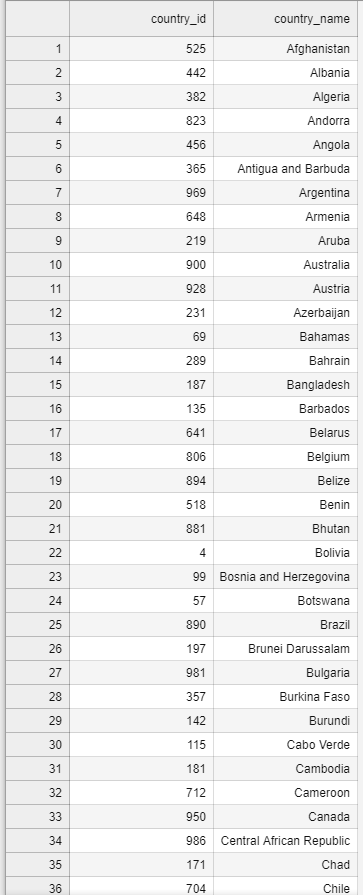 country_id country_name
1 525 Afghanistan
2 442 Albania
3 382 Algeria
4 823 Andorra
5 456 Angola
6 365 Antigua and Barbuda
7 969 Argentina
8 648 Armenia
9 219 Aruba
10 900 Australia
11 928 Austria
12 231 Azerbaijan
13 69 Bahamas
14 289 Bahrain
15 187 Bangladesh
16 135 Barbados
17 641 Belarus
18 806 Belgium
19 894 Belize
20 518 Benin
21 881 Bhutan
22 4 Bolivia
23 99 Bosnia and Herzegovina
24 57 Botswana
25 890 Brazil
26 197 Brunei Darussalam
27 981 Bulgaria
28 357 Burkina Faso
29 142 Burundi
30 115 Cabo Verde
31 181 Cambodia
32 712 Cameroon
33 950 Canada
34 986 Central African Republic
35 171 Chad
36 704 Chile